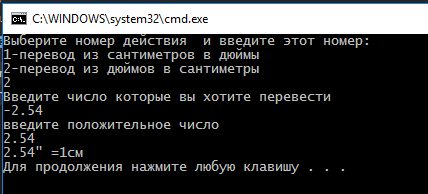 C:\WINDOWS\system32\cmd.exe
Выберите номер действия  и введите этот номер:
1-перевод из сантиметров в дюймы
2-перевод из дюймов в сантиметры
2
Введите число которые вы хотите перевести
-2.54
введите положительное число
2.54
2.54" =1см
Для продолжения нажмите любую клавишу . . .